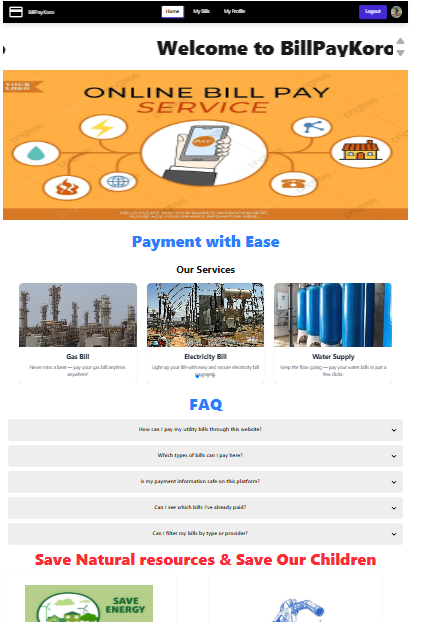 BillPayKoro
Home
My Bills
My Profile
Logout
Welcome to BillPayKoro
YOUR
LOGO
ONLINE BILL PAY
SERVICE
PAY
Payment with Ease
Our Services
Gas Bill
Never miss a beat — pay your gas bill anytime,
anywhere!
Electricity Bill
Light up your life with easy and secure electricity bill
payments.
Water Supply
Keep the flow going — pay your water bills in just a
few clicks.
FAQ
How can I pay my utility bills through this website?
Which types of bills can I pay here?
Is my payment information safe on this platform?
Can I see which bills I've already paid?
Can I filter my bills by type or provider?
Save Natural resources & Save Our Children
SAVE
ENERGY